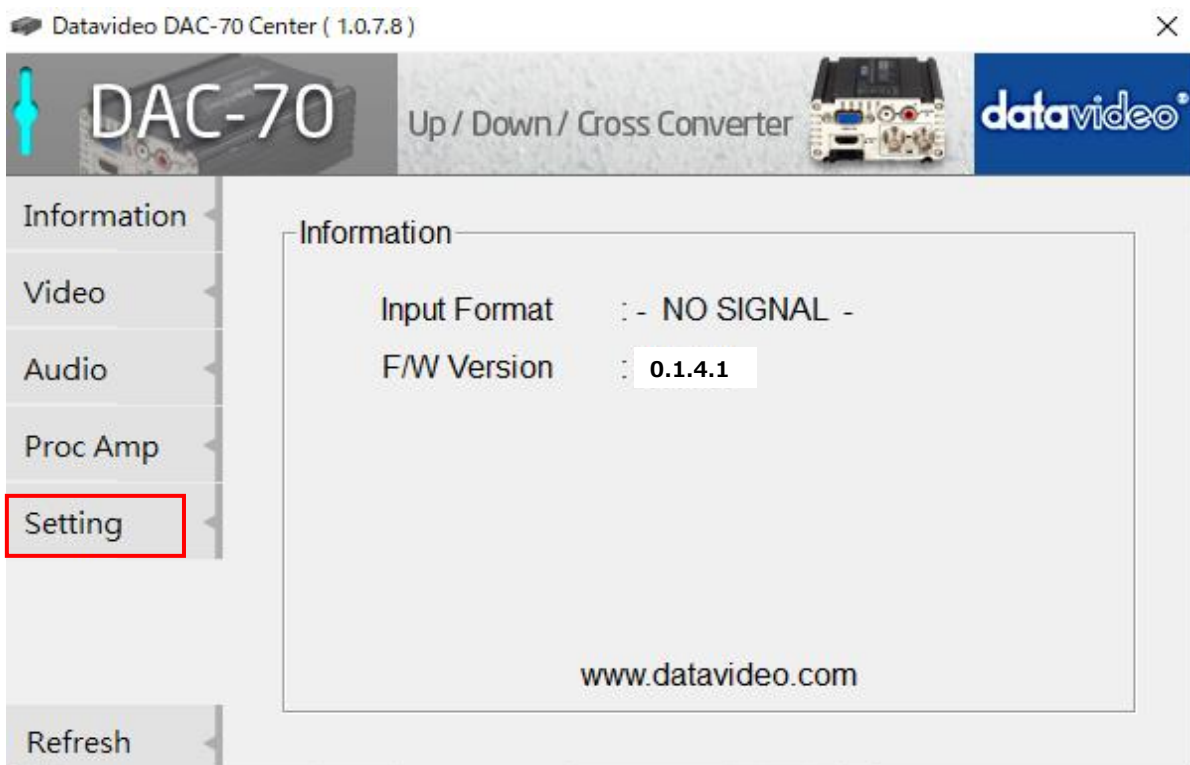 Datavideo DAC-70 Center ( 1.0.7.8 )
DAC-70
Up / Down / Cross Converter
datavideo®
Information
Video
Audio
Proc Amp
Setting
Refresh
Information
Input Format : - NO SIGNAL -
F/W Version : 0.1.4.1
www.datavideo.com